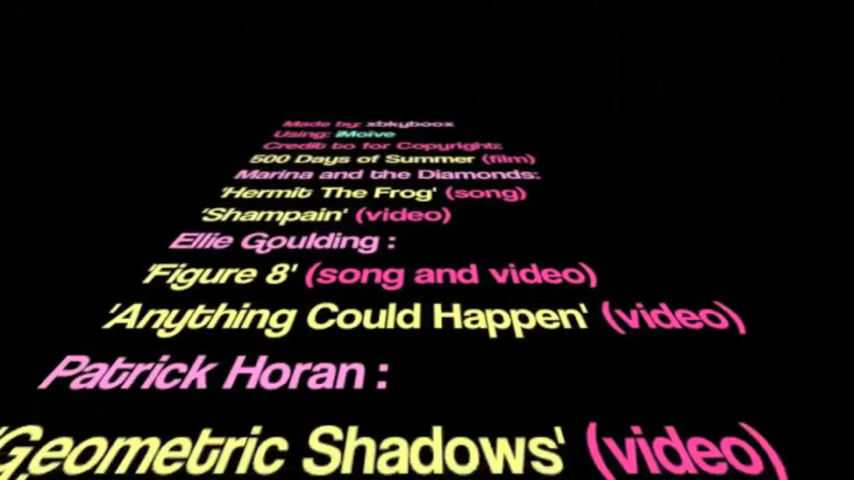 Made by: xbkyboox
Using: iMoive
Credit to for Copyright:
500 Days of Summer (film)
Marina and the Diamonds:
'Hermit The Frog' (song)
'Shampain' (video)
Ellie Goulding :
'Figure 8' (song and video)
'Anything Could Happen' (video)
Patrick Horan :
'Geometric Shadows' (video)